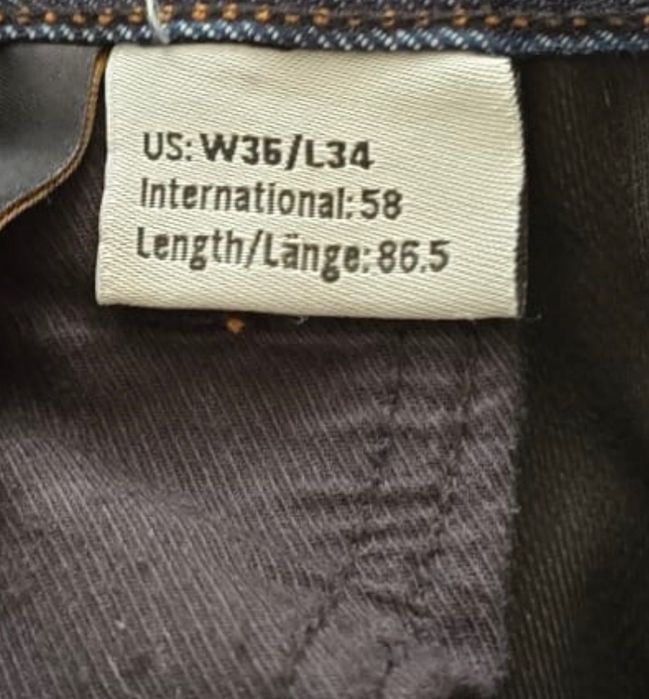 US: W36/L34
International: 58
Length/Länge: 86.5